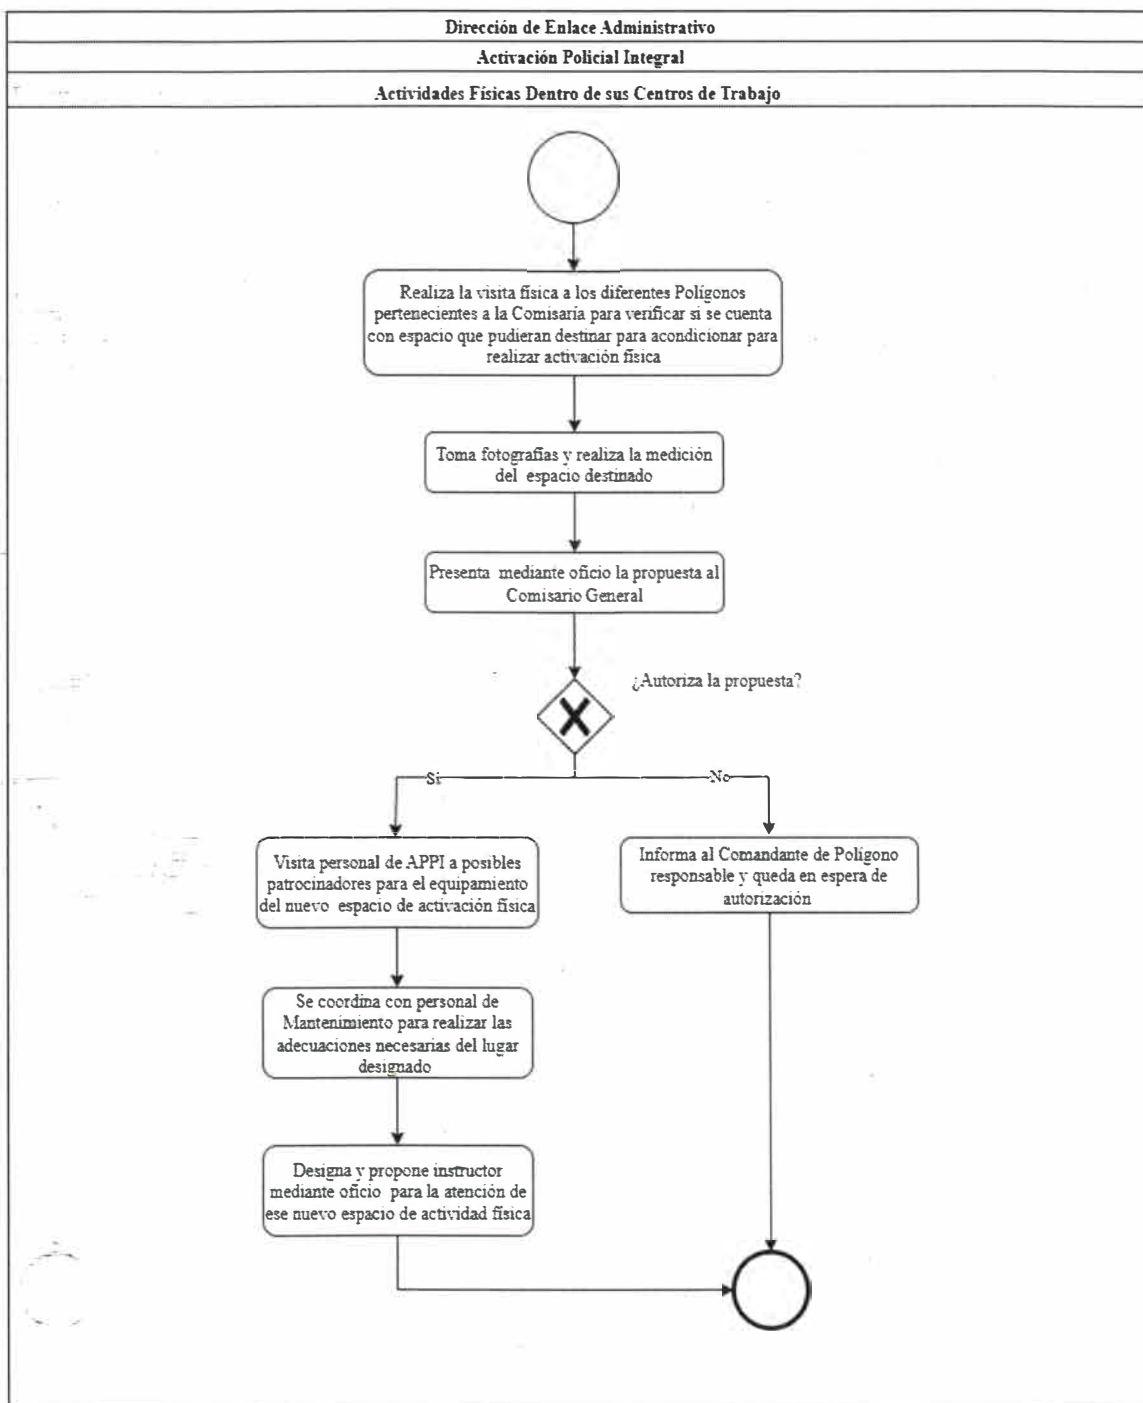 Dirección de Enlace Administrativo
Activación Policial Integral
Actividades Físicas Dentro de sus Centros de Trabajo
Realiza la visita física a los diferentes Polígonos
pertenecientes a la Comisaría para verificar si se cuenta
con espacio que pudieran destinar para acondicionar para
realizar activación física
Toma fotografías y realiza la medición
del espacio destinado
Presenta mediante oficio la propuesta al
Comisario General
¿Autoriza la propuesta?
Si
No
Visita personal de APPI a posibles
patrocinadores para el equipamiento
del nuevo espacio de activación física
Informa al Comandante de Polígono
responsable y queda en espera de
autorización
Se coordina con personal de
Mantenimiento para realizar las
adecuaciones necesarias del lugar
designado
Designa y propone instructor
mediante oficio para la atención de
ese nuevo espacio de actividad física